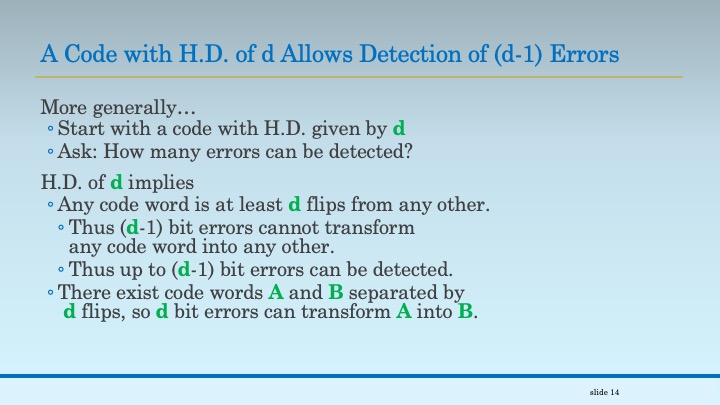 A Code with H.D. of d Allows Detection of (d-1) Errors
More generally…
◦ Start with a code with H.D. given by d
◦ Ask: How many errors can be detected?
H.D. of d implies
◦ Any code word is at least d flips from any other.
◦ Thus (d-1) bit errors cannot transform
any code word into any other.
◦ Thus up to (d-1) bit errors can be detected.
◦ There exist code words A and B separated by
d flips, so d bit errors can transform A into B.
slide 14